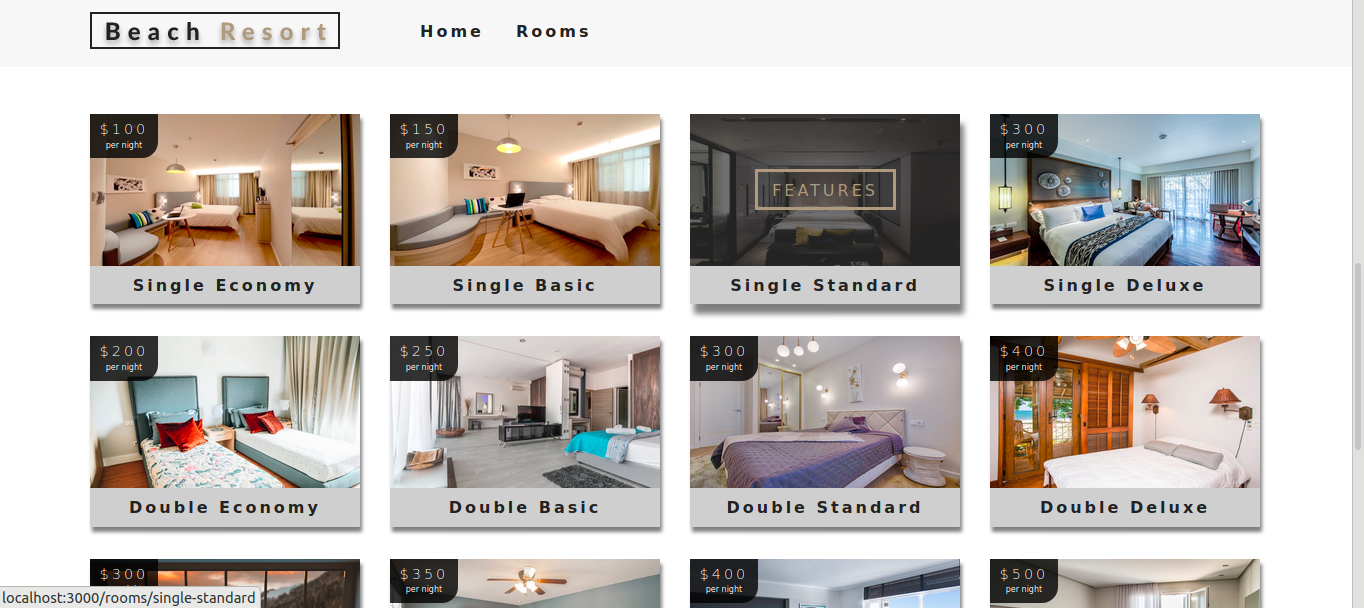 Beach Resort
Home Rooms
$100
per night
$150
per night
FEATURES
$300
per night
Single Economy
Single Basic
Single Standard
Single Deluxe
$200
per night
$250
per night
$300
per night
$400
per night
Double Economy
Double Basic
Double Standard
Double Deluxe
$300
$350
per night
$400
per night
$500
per night
localhost:3000/rooms/single-standard